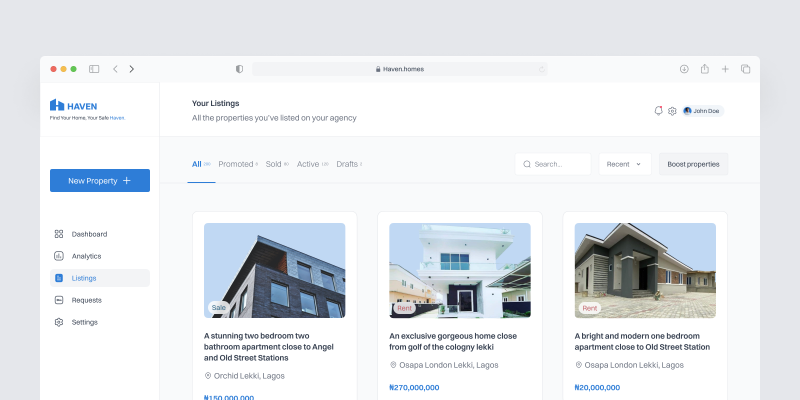 Haven.homes
HAVEN
Find Your Home, Your Safe Haven.
Your Listings
All the properties you've listed on your agency
John Doe
New Property +
Dashboard
Analytics
Listings
Requests
Settings
All
Promoted
Sold
Active
Drafts
Search...
Recent
Boost properties
Sale
A stunning two bedroom two
bathroom apartment close to Angel
and Old Street Stations
Orchid Lekki, Lagos
₦150,000,000
Rent
An exclusive gorgeous home close
from golf of the cologny lekki
Osapa London Lekki, Lagos
₦270,000,000
Rent
A bright and modern one bedroom
apartment close to Old Street Station
Osapa London Lekki, Lagos
₦20,000,000